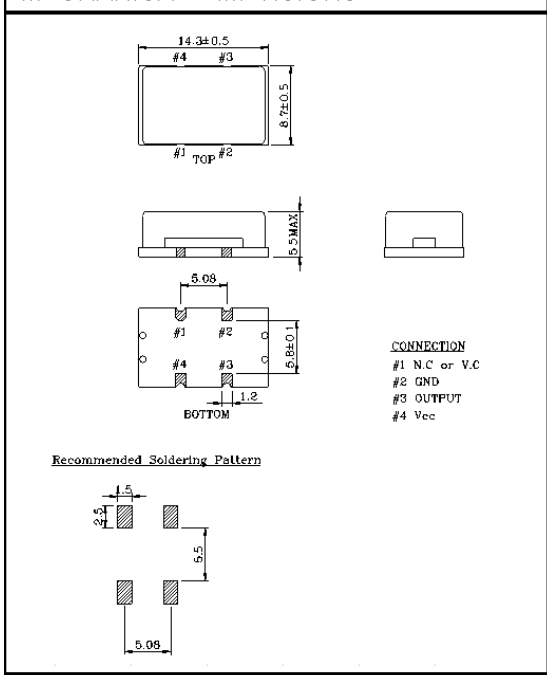 14.3±0.5
#4 #3
8.7±0.5
#1 TOP #2
5.5MAX
5.08
#1 #2
5.8±0.1
#4 #3
1.2
BOTTOM
CONNECTION
#1 N.C or V.C
#2 GND
#3 OUTPUT
#4 Vcc
Recommended Soldering Pattern
1.5
2.5
6.5
5.08